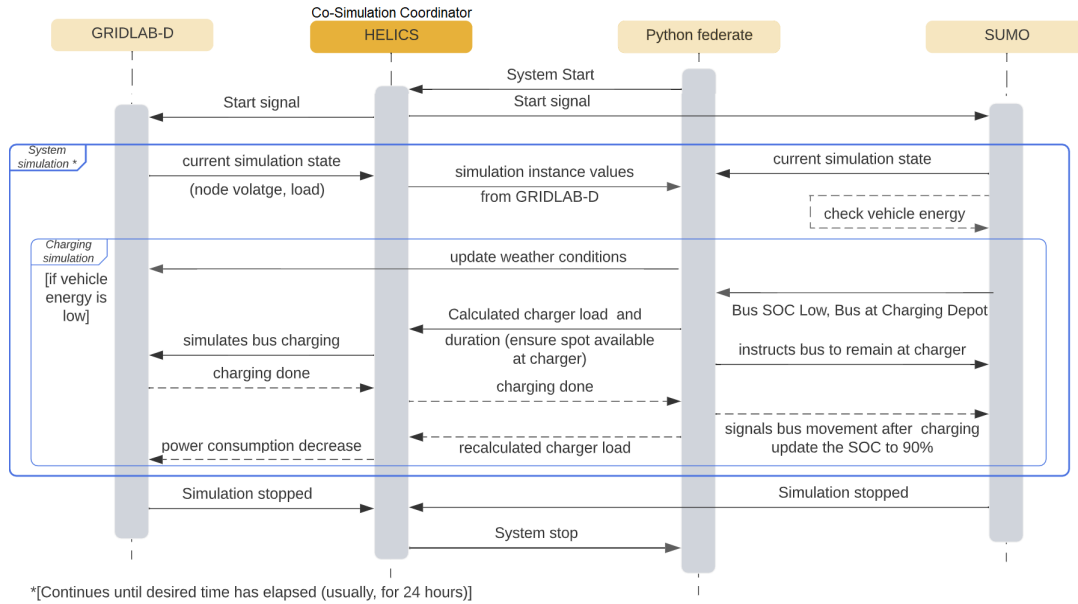 Co-Simulation Coordinator
GRIDLAB-D
HELICS
Python federate
SUMO
System Start
Start signal
Start signal
System
simulation *
current simulation state
(node volatge, load)
simulation instance values
from GRIDLAB-D
current simulation state
check vehicle energy
Charging
simulation
[if vehicle
energy is
low]
update weather conditions
Bus SOC Low, Bus at Charging Depot
Calculated charger load and
duration (ensure spot available
at charger)
simulates bus charging
instructs bus to remain at charger
charging done
charging done
signals bus movement after charging
update the SOC to 90%
power consumption decrease
recalculated charger load
Simulation stopped
Simulation stopped
System stop
*[Continues until desired time has elapsed (usually, for 24 hours)]